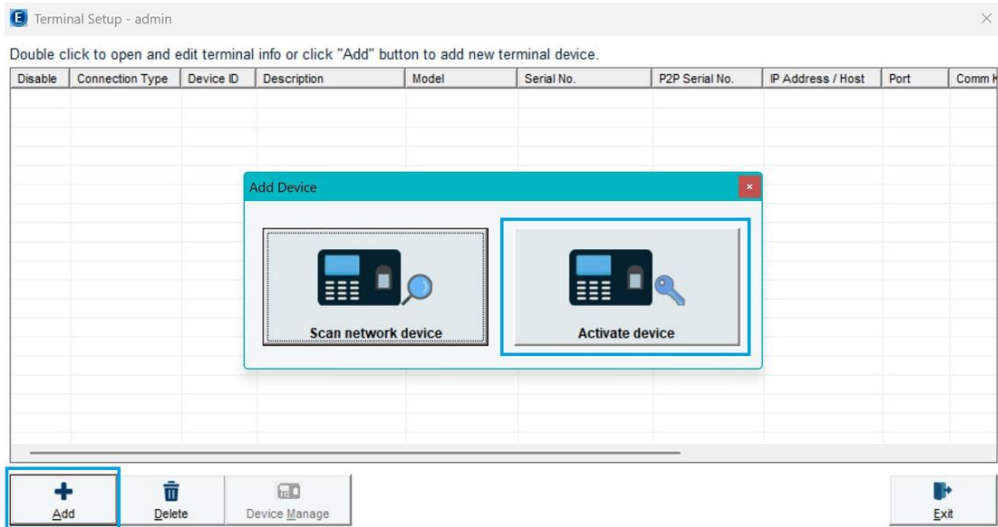 E Terminal Setup - admin
Double click to open and edit terminal info or click "Add" button to add new terminal device.
Disable Connection Type Device ID Description Model Serial No. P2P Serial No. IP Address / Host Port Comm K
Add Device
Scan network device Activate device
Add Delete Device Manage Exit